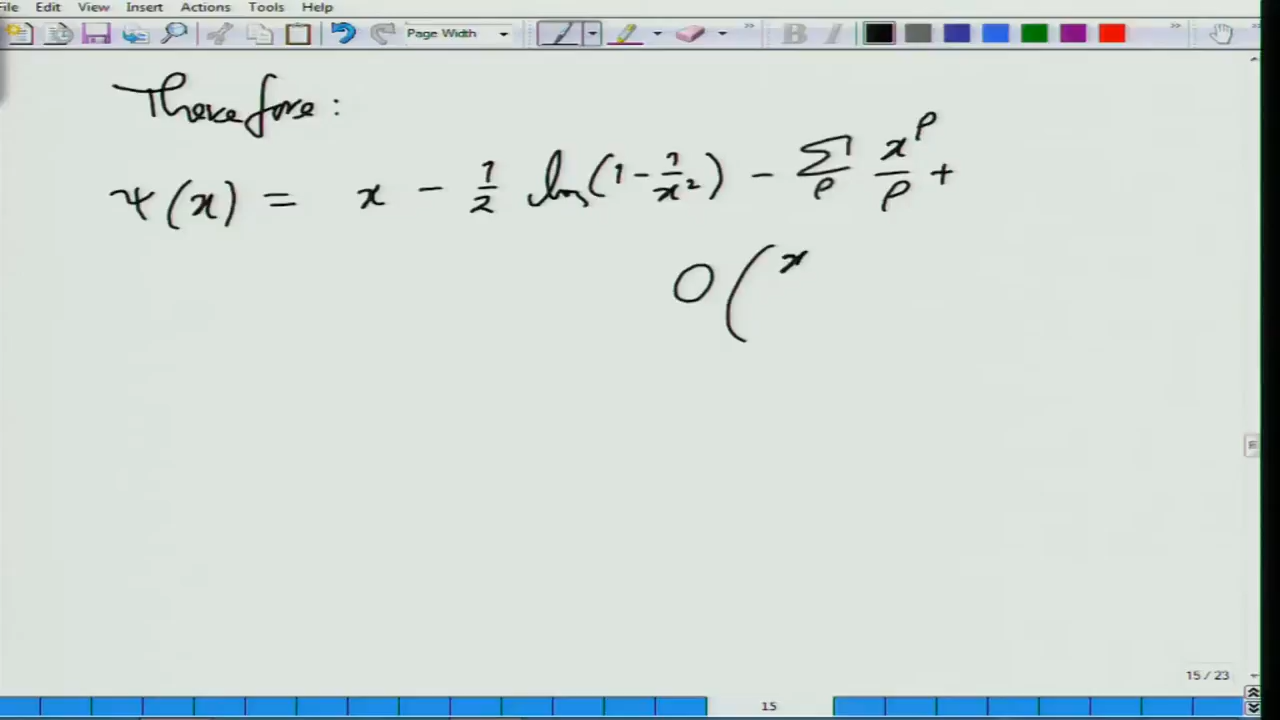 File Edit View Insert Actions Tools Help
Page Width
Therefore:
ψ(x) = x - 1/2 ln(1 - 1/x²) - Σ_ρ x^ρ/ρ +
O(x
15 / 23
15